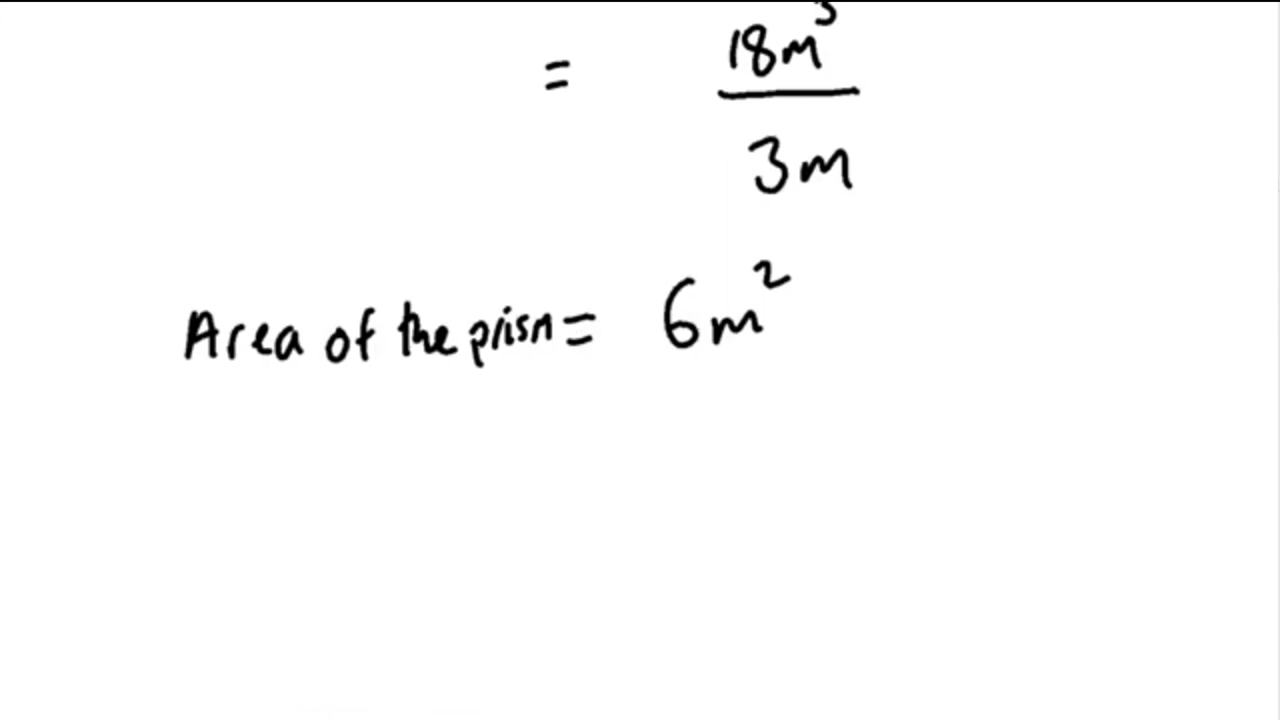 = 18m³
3m
Area of the prism = 6m²